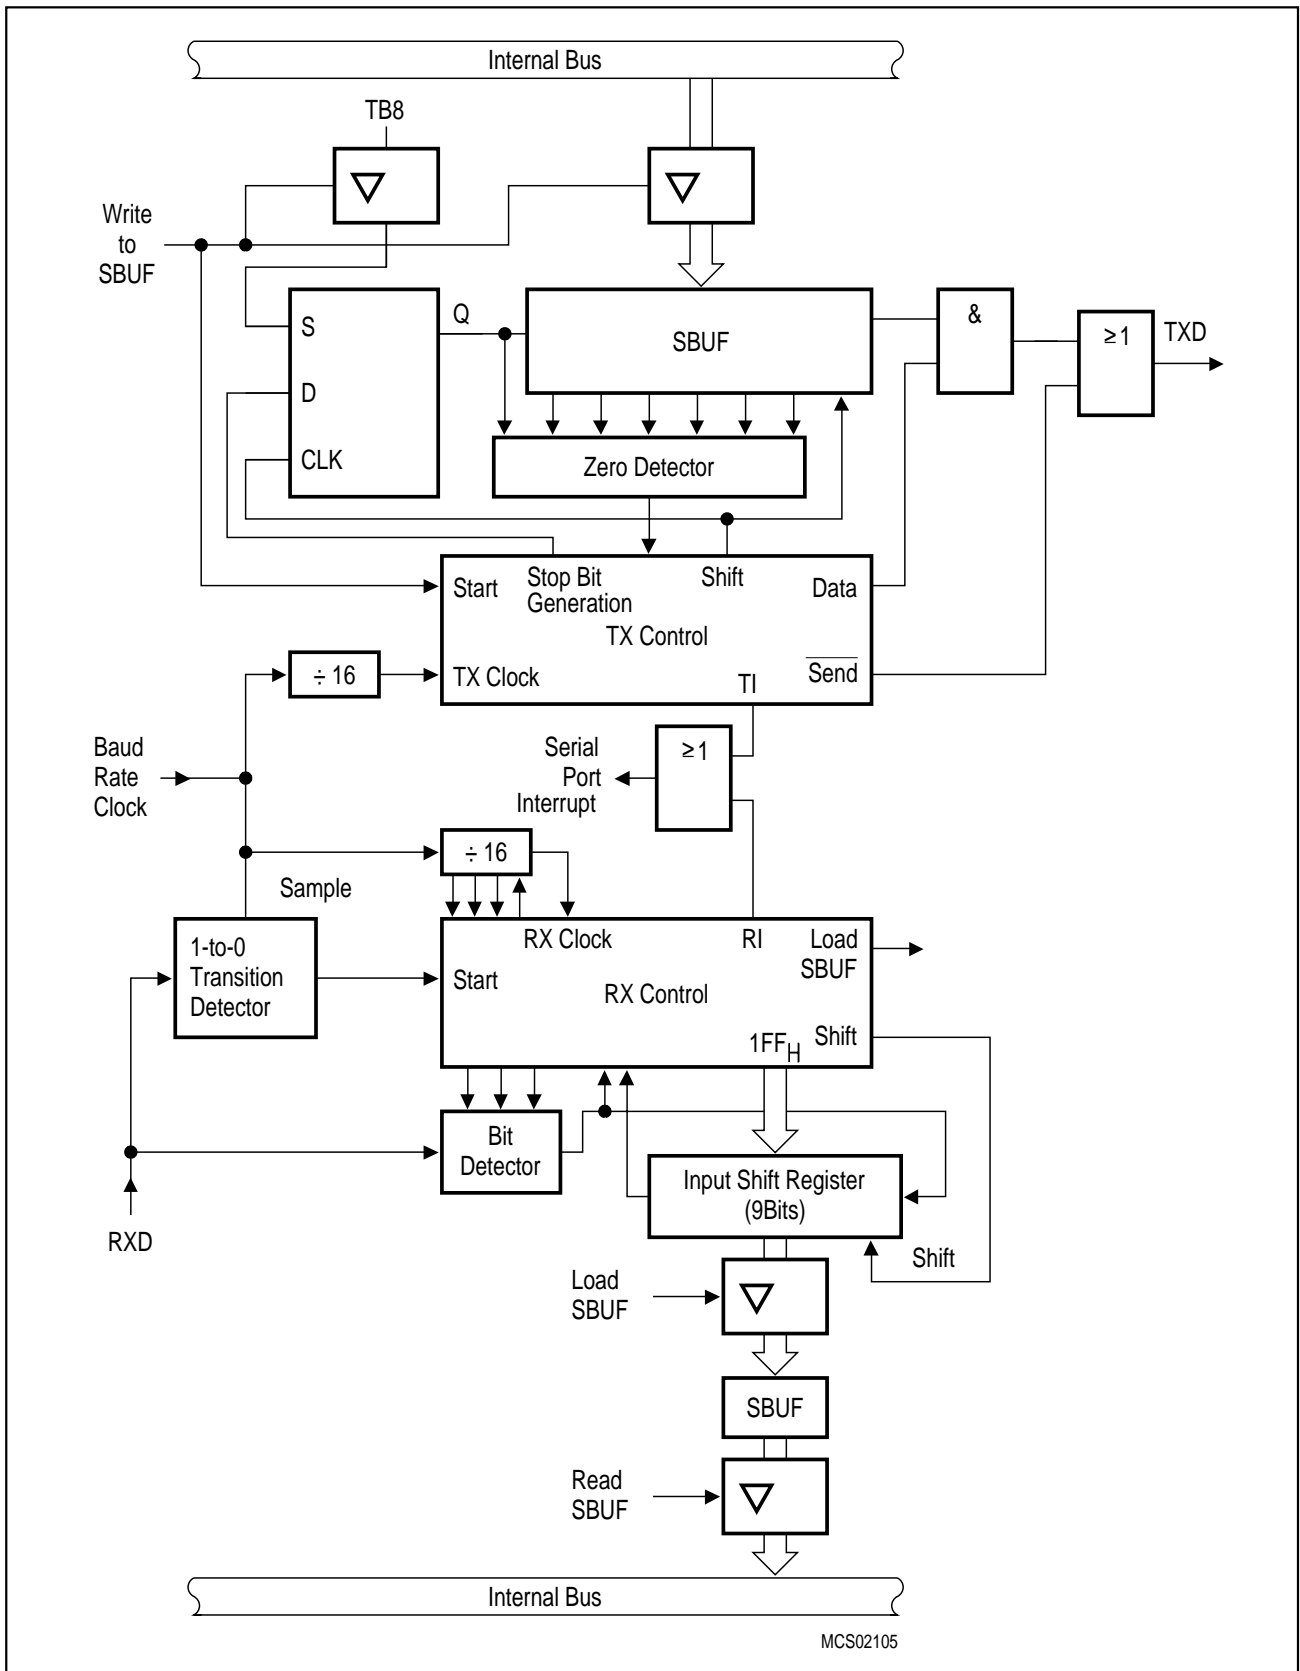 Internal Bus
TB8
Write
to
SBUF
S
Q
D
CLK
SBUF
&
≥1
TXD
Zero Detector
Start
Stop Bit
Generation
Shift
Data
TX Control
÷ 16
TX Clock
Send
TI
Baud
Rate
Clock
Serial
Port
Interrupt
≥1
÷ 16
Sample
1-to-0
Transition
Detector
RX Clock
RI
Load
SBUF
Start
RX Control
1FFH
Shift
Bit
Detector
Input Shift Register
(9Bits)
RXD
Shift
Load
SBUF
SBUF
Read
SBUF
Internal Bus
MCS02105